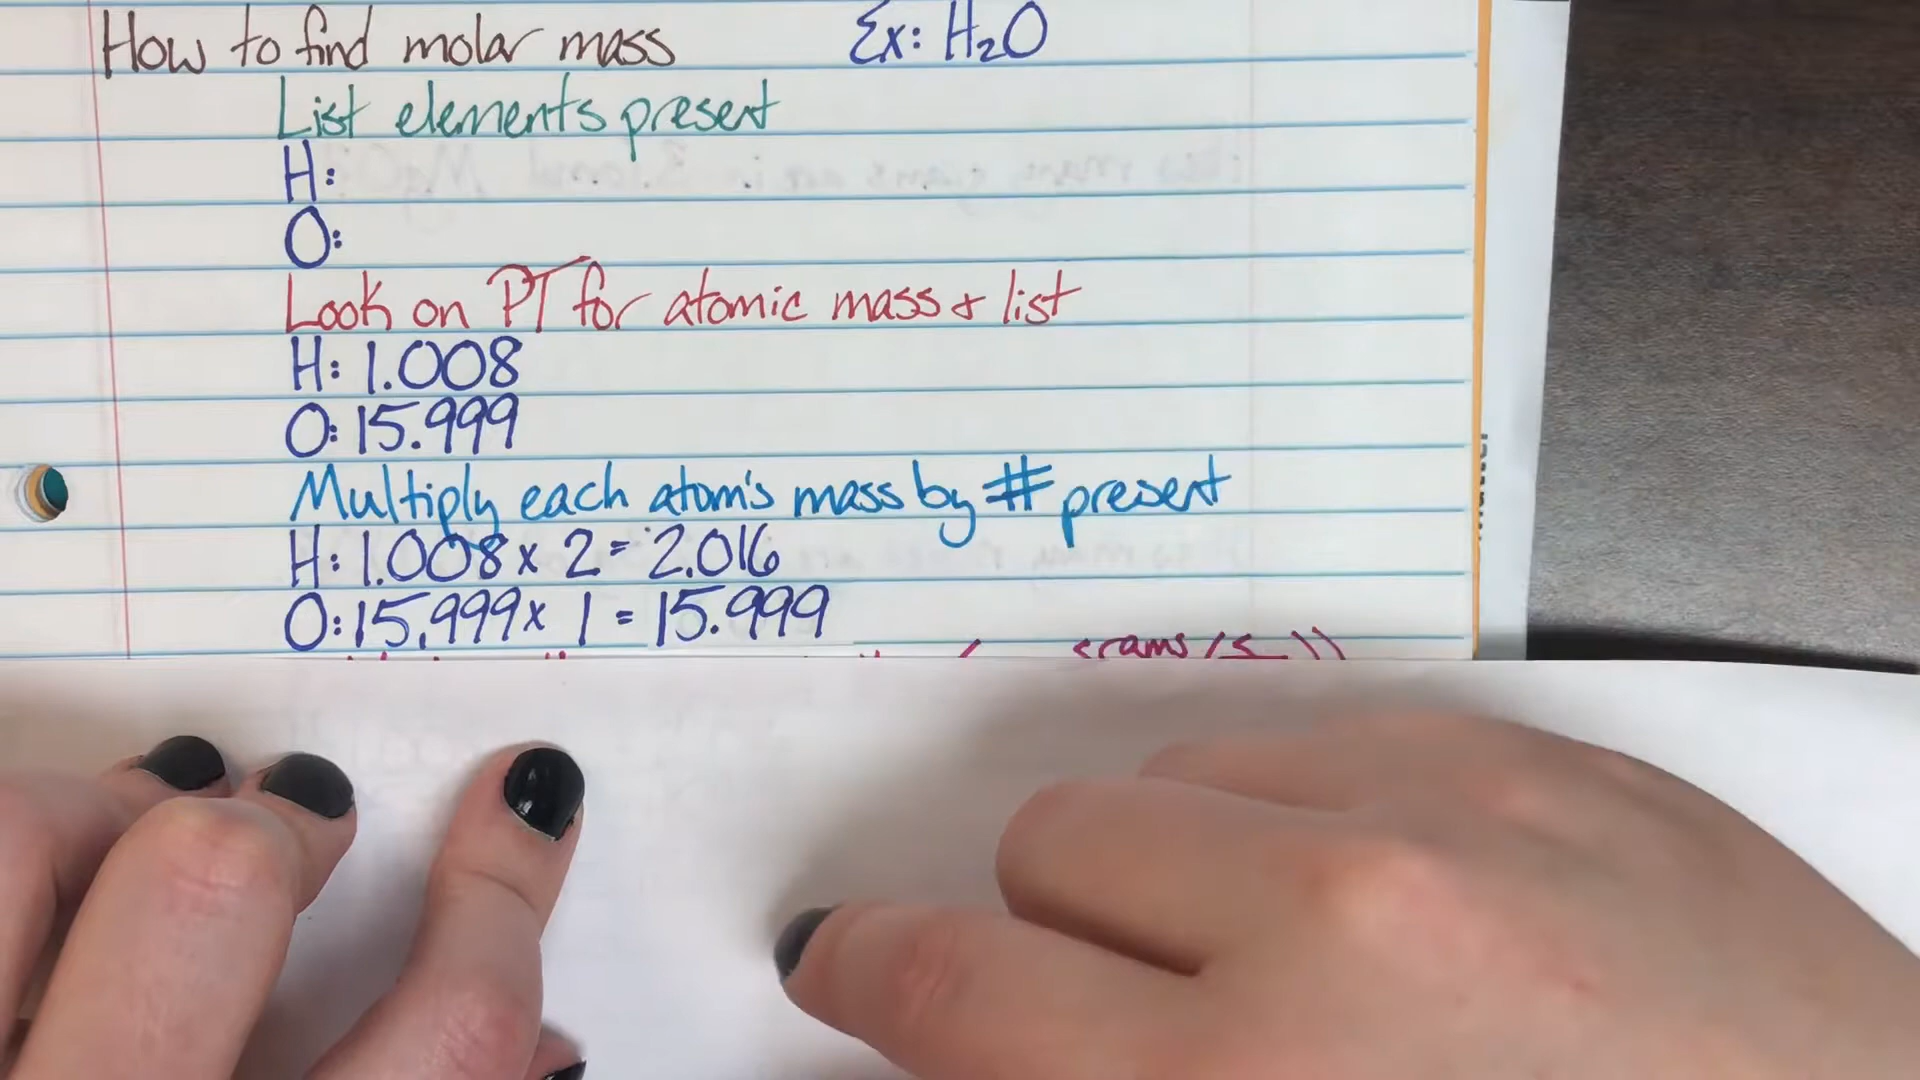 How to find molar mass Ex: H₂O
List elements present
H:
O:
Look on PT for atomic mass & list
H: 1.008
O: 15.999
Multiply each atom's mass by # present
H: 1.008 x 2 = 2.016
O: 15.999 x 1 = 15.999